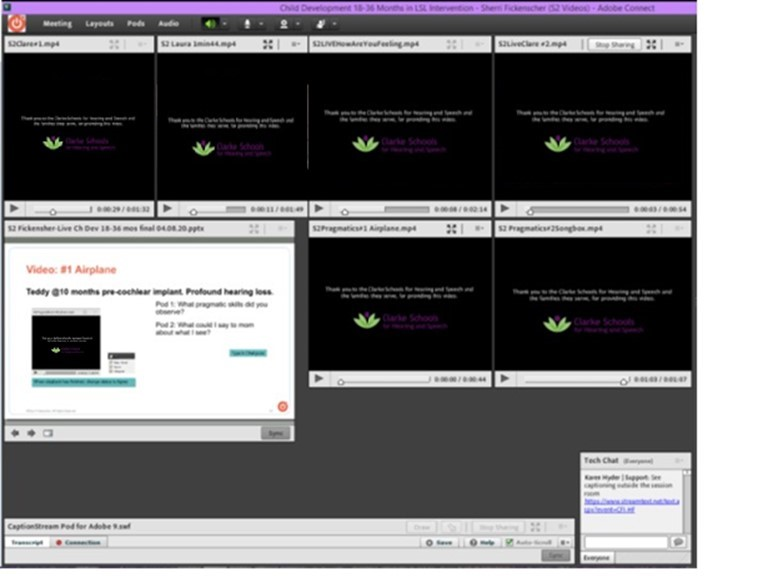 Child Development 18-36 Months in LSL Intervention - Sherri Fickenscher (S2 Videos) - Adobe Connect
Meeting Layouts Pods Audio
S2Clare#1.mp4
Thank you to the Clarke Schools for Hearing and Speech and
the families they serve, for providing this video.
Clarke Schools
for Hearing and Speech
0:00:29 / 0:01:32
S2 Laura 1min44.mp4
Thank you to the Clarke Schools for Hearing and Speech and
the families they serve, for providing this video.
Clarke Schools
for Hearing and Speech
0:00:11 / 0:01:49
S2LIVEHowAreYouFeeling.mp4
Thank you to the Clarke Schools for Hearing and Speech and
the families they serve, for providing this video.
Clarke Schools
for Hearing and Speech
0:00:08 / 0:02:14
S2LiveClare #2.mp4 Stop Sharing
Thank you to the Clarke Schools for Hearing and Speech and
the families they serve, for providing this video.
Clarke Schools
for Hearing and Speech
0:00:03 / 0:00:54
S2 Fickensher-Live Ch Dev 18-36 mos final 04.08.20.pptx
Video: #1 Airplane
Teddy @10 months pre-cochlear implant. Profound hearing loss.
Pod 1: What pragmatic skills did you
observe?
Pod 2: What could I say to mom
about what I see?
Sync
S2Pragmatics#1 Airplane.mp4
Thank you to the Clarke Schools for Hearing and Speech and
the families they serve, for providing this video.
Clarke Schools
for Hearing and Speech
0:00:00 / 0:00:44
S2 Pragmatics#2Songbox.mp4
Thank you to the Clarke Schools for Hearing and Speech and
the families they serve, for providing this video.
Clarke Schools
for Hearing and Speech
0:01:03 / 0:01:07
Tech Chat (Everyone)
Karen Hyder | Support: See
captioning outside the session
room
Everyone
CaptionStream Pod for Adobe 9.swf
Draw Stop Sharing
Transcript Connection Save Help Auto-Scroll
Sync